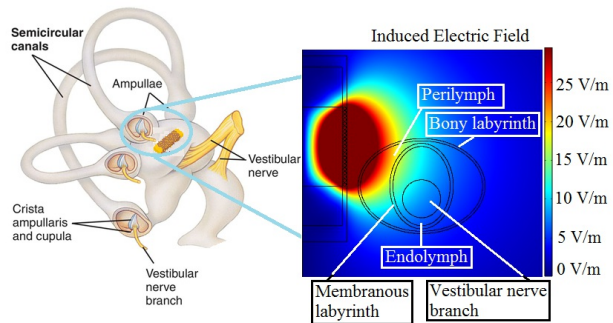 Semicircular
canals
Ampullae
Vestibular
nerve
Crista
ampullaris
and cupula
Vestibular
nerve
branch
Induced Electric Field
Perilymph
Bony labyrinth
Endolymph
Membranous
labyrinth
Vestibular nerve
branch
25 V/m
20 V/m
15 V/m
10 V/m
5 V/m
0 V/m